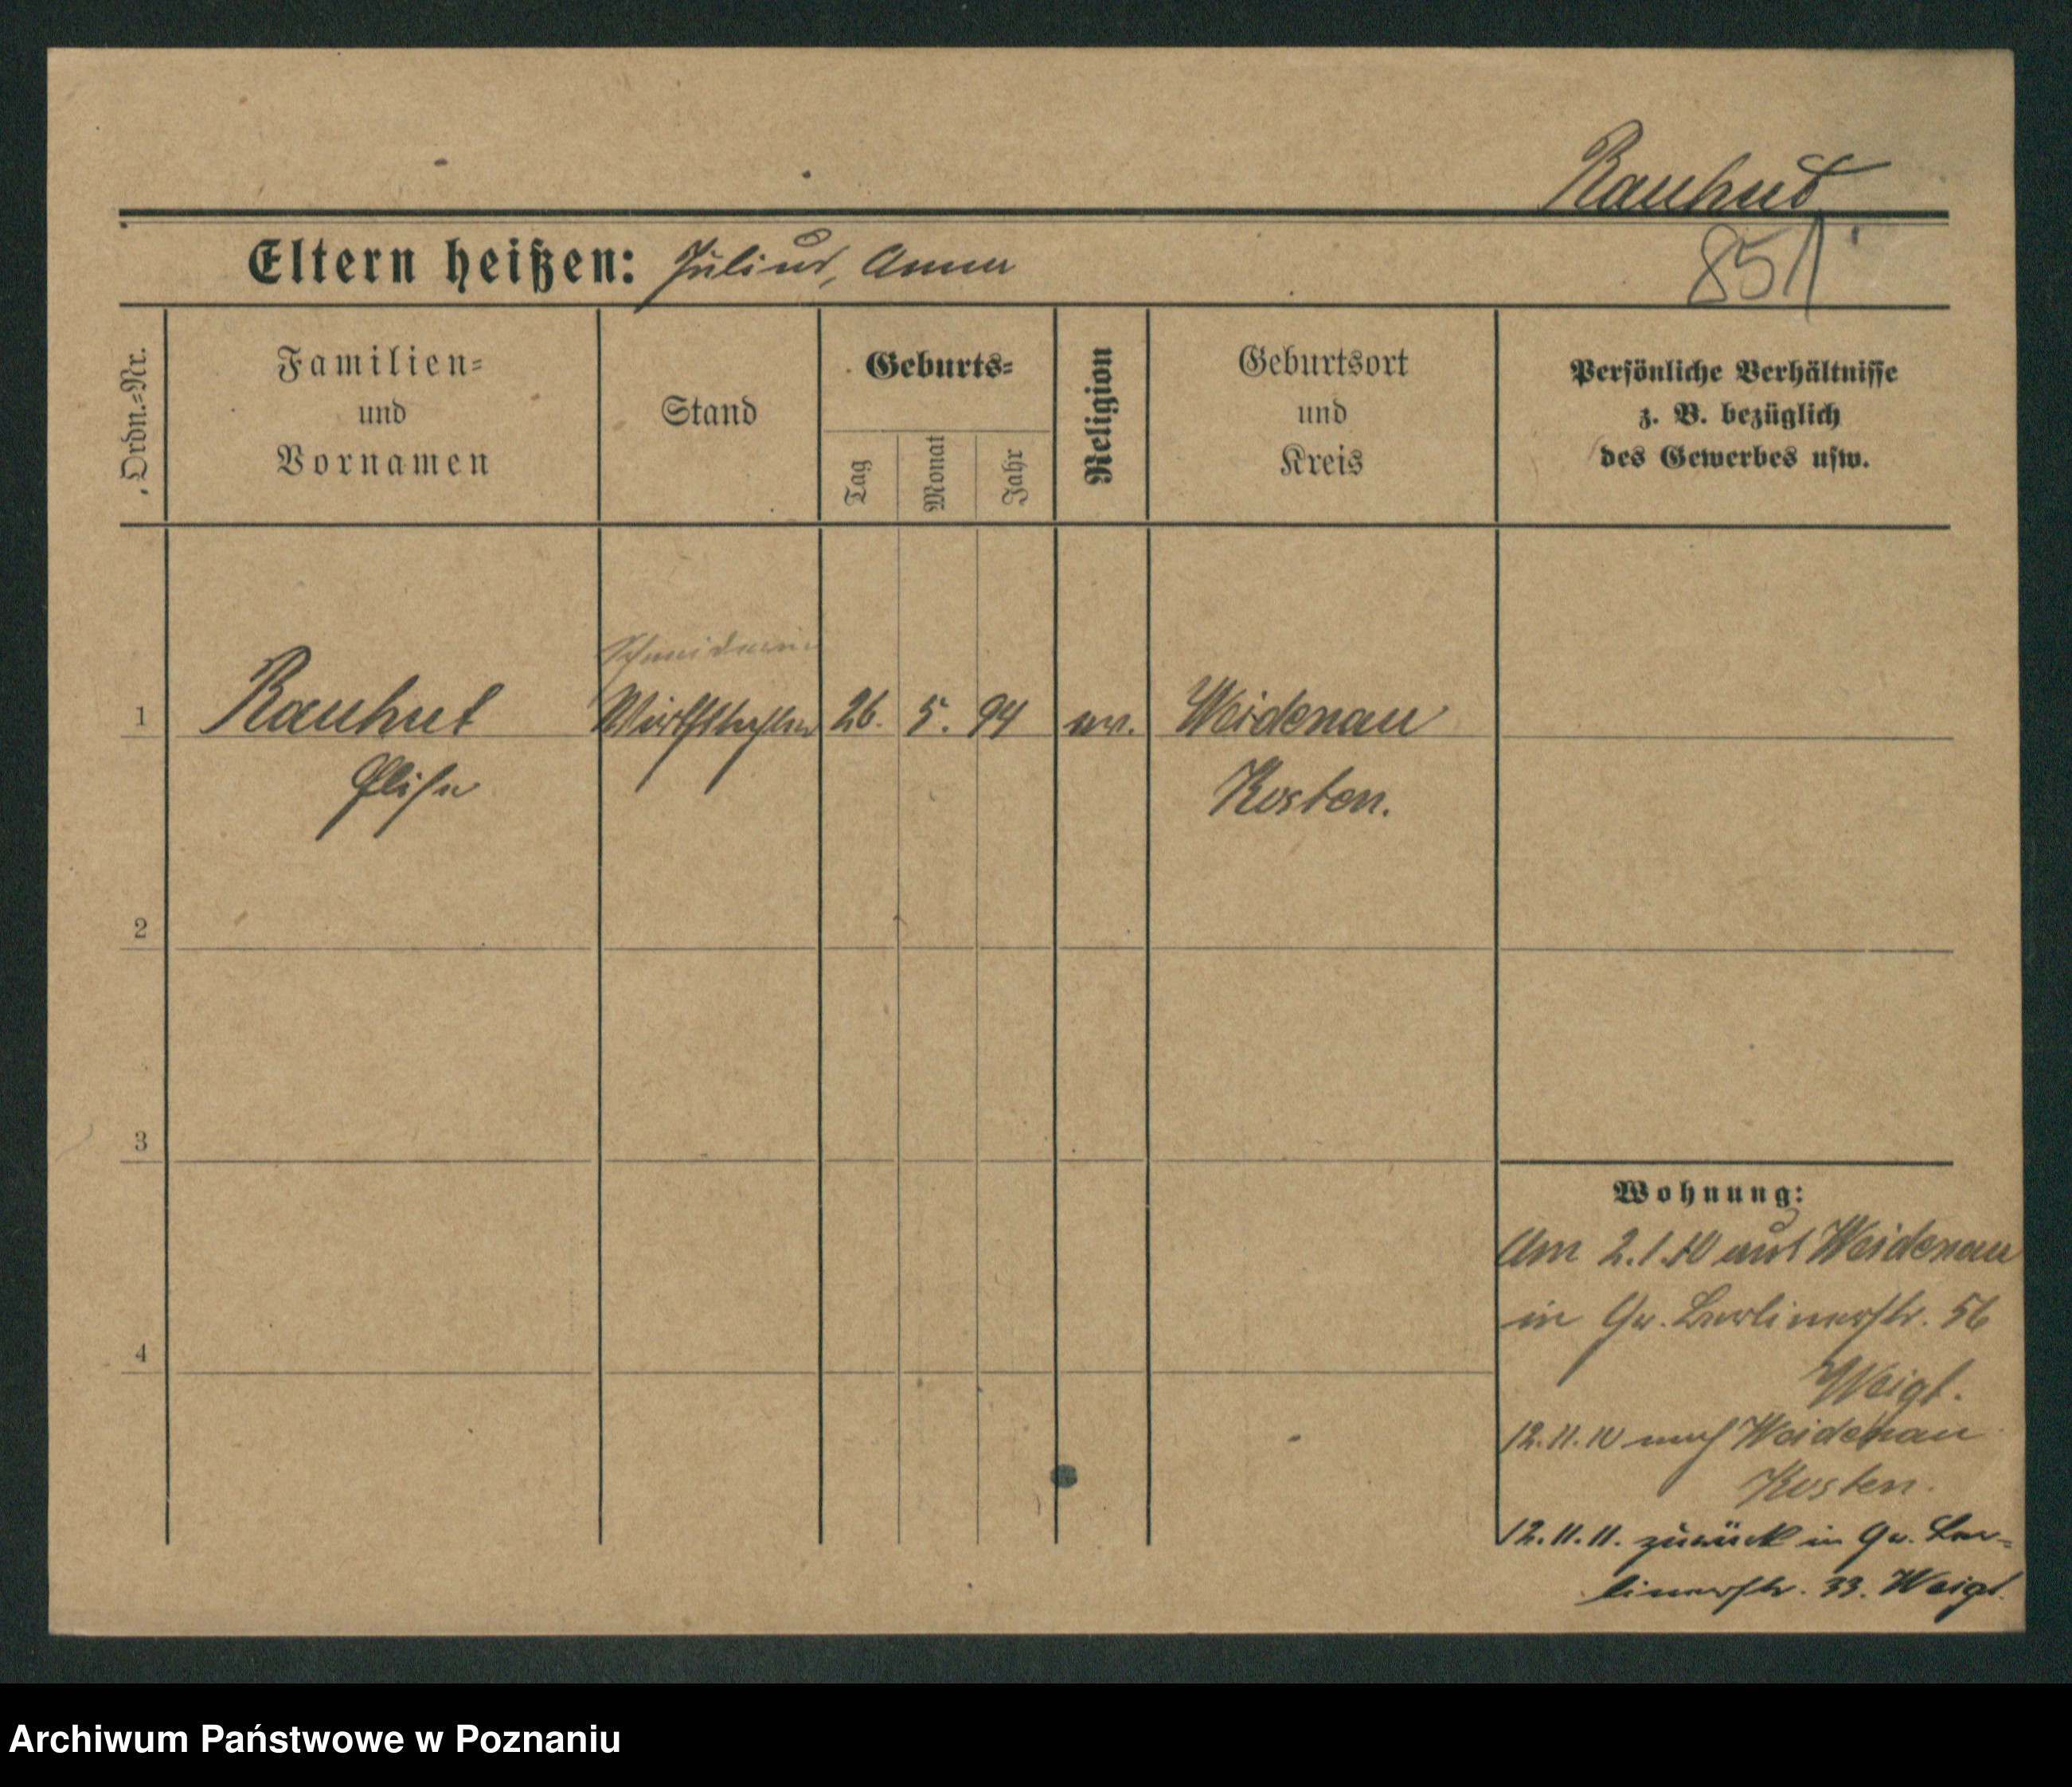 Rauhut
851
Eltern heißen: Julius, Anna
Ordn.=Nr.
Familien=
und
Vornamen
Stand
Geburts=
Tag
Monat
Jahr
Religion
Geburtsort
und
Kreis
Persönliche Verhältnisse
z. B. bezüglich
des Gewerbes usw.
Schneiderin
1 Rauhut Wirthstochter 26. 5. 94 ev. Weidenau
Elise Kosten.
2
3
4
Wohnung:
Am 2.1.10 aus Weidenau
in Gr. Berlinerstr. 56
Weigt.
12.11.10 nach Weidenau
Kosten.
12.11.11. zurück in Gr. Ber-
linerstr. 33. Weigt.
Archiwum Państwowe w Poznaniu